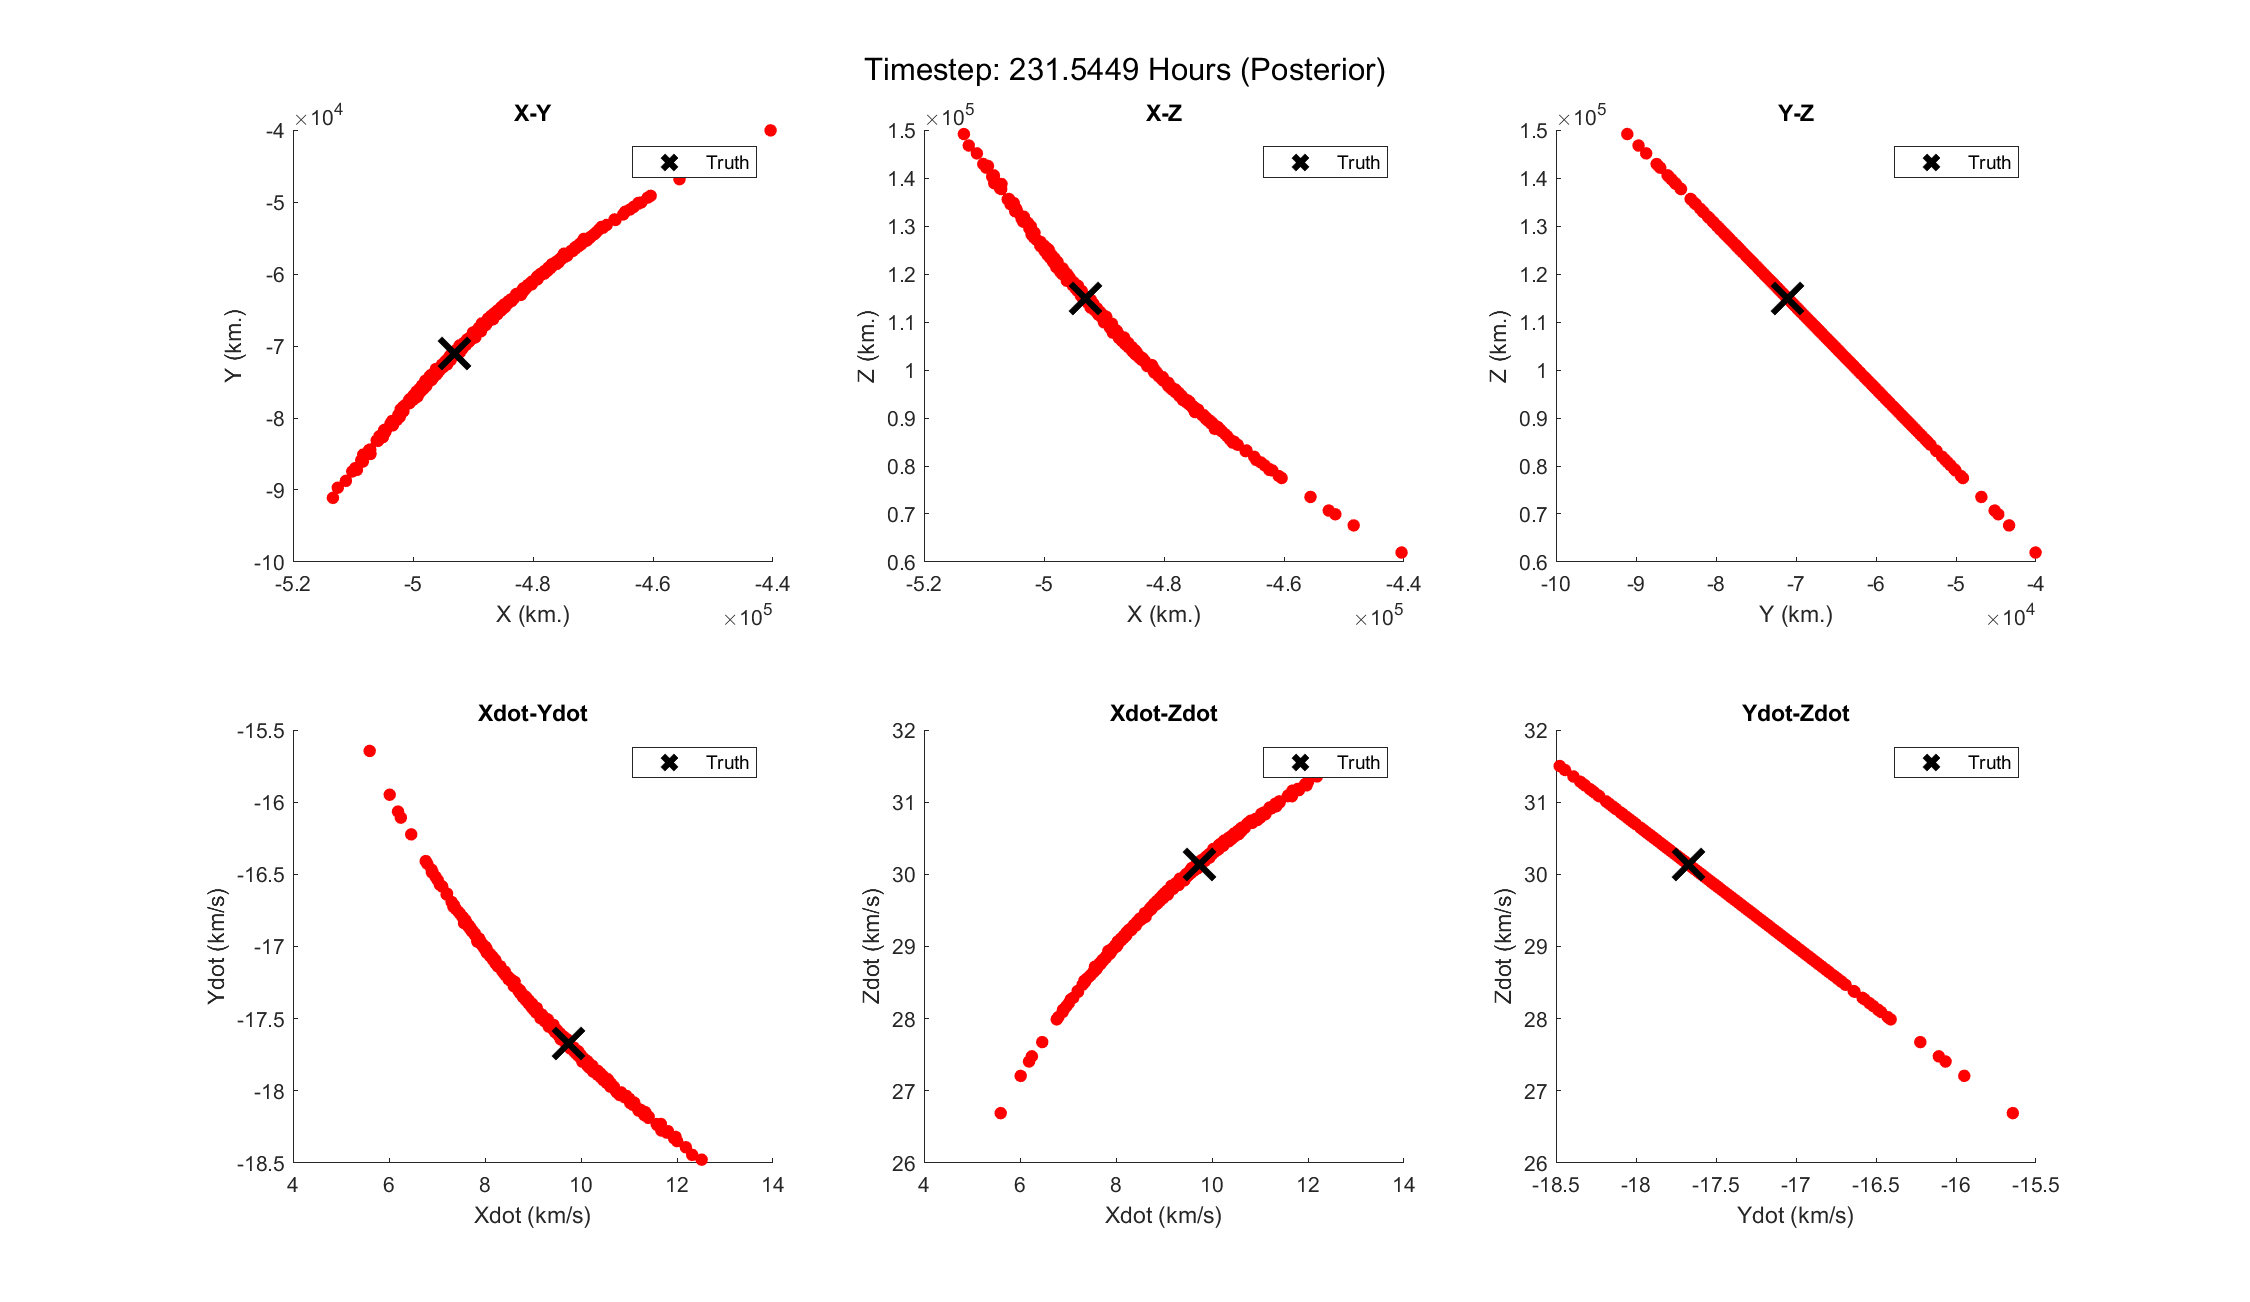 Timestep: 231.5449 Hours (Posterior)
X-Y
×10^4
-4
-5
-6
-7
-8
-9
-10
Y (km.)
-5.2 -5 -4.8 -4.6 -4.4
X (km.)
×10^5
Truth
X-Z
×10^5
1.5
1.4
1.3
1.2
1.1
1
0.9
0.8
0.7
0.6
Z (km.)
-5.2 -5 -4.8 -4.6 -4.4
X (km.)
×10^5
Truth
Y-Z
×10^5
1.5
1.4
1.3
1.2
1.1
1
0.9
0.8
0.7
0.6
Z (km.)
-10 -9 -8 -7 -6 -5 -4
Y (km.)
×10^4
Truth
Xdot-Ydot
-15.5
-16
-16.5
-17
-17.5
-18
-18.5
Ydot (km/s)
4 6 8 10 12 14
Xdot (km/s)
Truth
Xdot-Zdot
32
31
30
29
28
27
26
Zdot (km/s)
4 6 8 10 12 14
Xdot (km/s)
Truth
Ydot-Zdot
32
31
30
29
28
27
26
Zdot (km/s)
-18.5 -18 -17.5 -17 -16.5 -16 -15.5
Ydot (km/s)
Truth